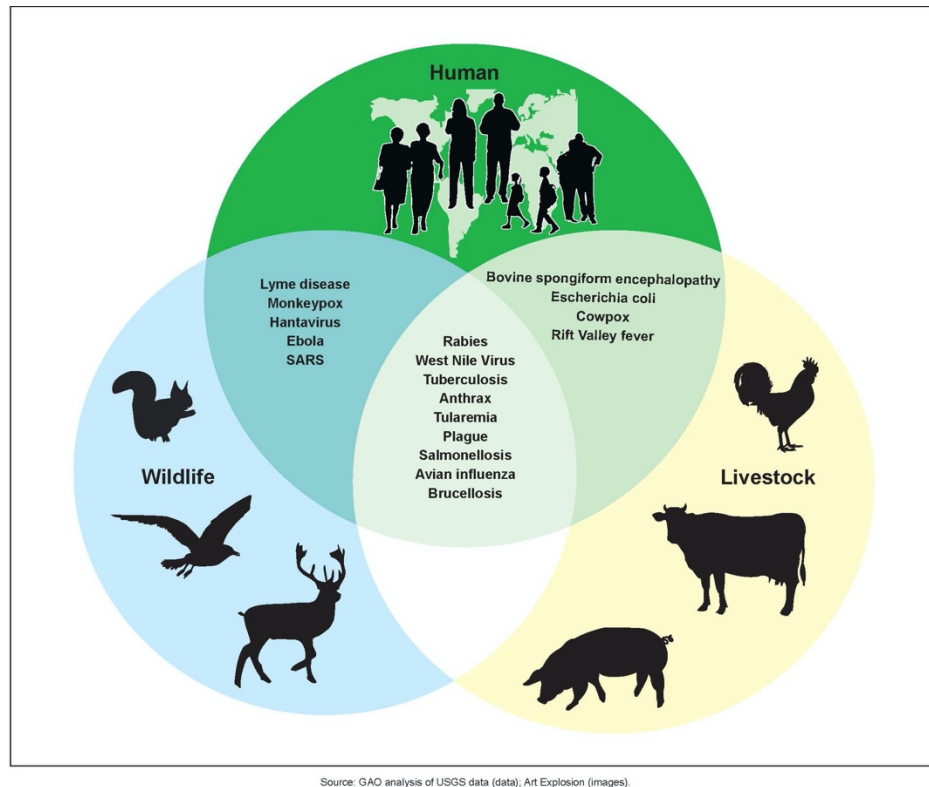 Human
Lyme disease
Monkeypox
Hantavirus
Ebola
SARS
Bovine spongiform encephalopathy
Escherichia coli
Cowpox
Rift Valley fever
Rabies
West Nile Virus
Tuberculosis
Anthrax
Tularemia
Plague
Salmonellosis
Avian influenza
Brucellosis
Wildlife
Livestock
Source: GAO analysis of USGS data (data); Art Explosion (images).